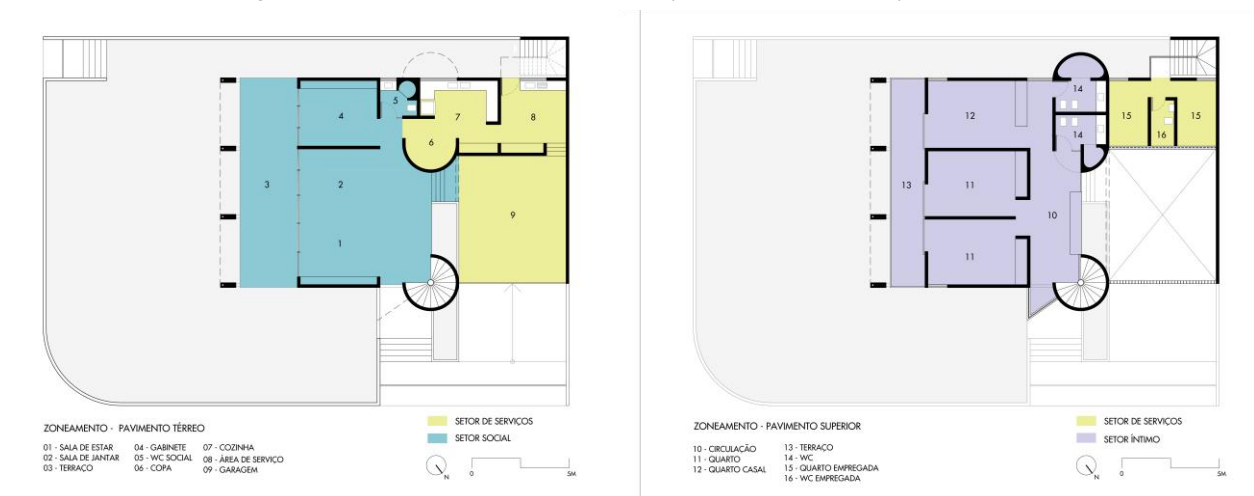 5
4
7
8
6
3
2
9
1
ZONEAMENTO - PAVIMENTO TÉRREO
01 - SALA DE ESTAR
02 - SALA DE JANTAR
03 - TERRAÇO
04 - GABINETE
05 - WC SOCIAL
06 - COPA
07 - COZINHA
08 - ÁREA DE SERVIÇO
09 - GARAGEM
SETOR DE SERVIÇOS
SETOR SOCIAL
N
0
5M
14
12
15
15
14
16
13
11
10
11
ZONEAMENTO - PAVIMENTO SUPERIOR
10 - CIRCULAÇÃO
11 - QUARTO
12 - QUARTO CASAL
13 - TERRAÇO
14 - WC
15 - QUARTO EMPREGADA
16 - WC EMPREGADA
SETOR DE SERVIÇOS
SETOR ÍNTIMO
N
0
5M